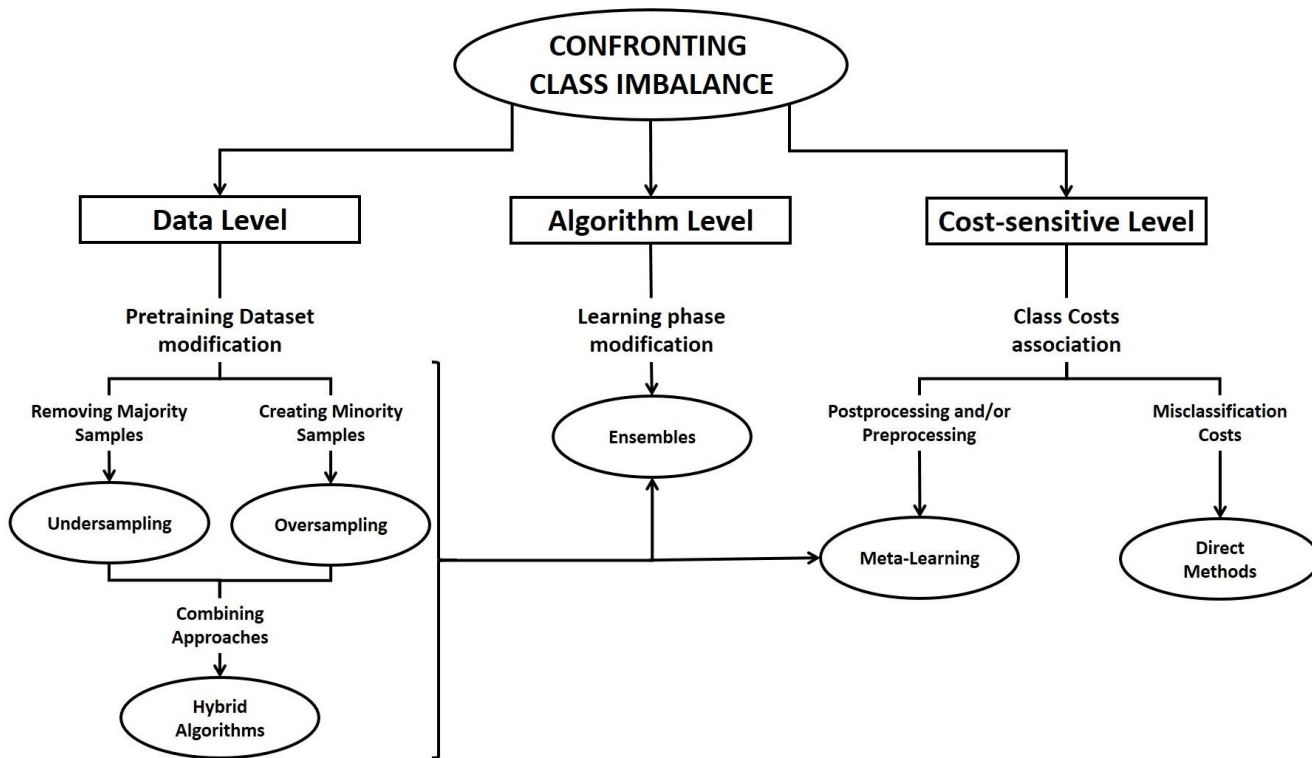 CONFRONTING
CLASS IMBALANCE
Data Level
Algorithm Level
Cost-sensitive Level
Pretraining Dataset
modification
Learning phase
modification
Class Costs
association
Removing Majority
Samples
Creating Minority
Samples
Postprocessing and/or
Preprocessing
Misclassification
Costs
Ensembles
Undersampling
Oversampling
Meta-Learning
Direct
Methods
Combining
Approaches
Hybrid
Algorithms